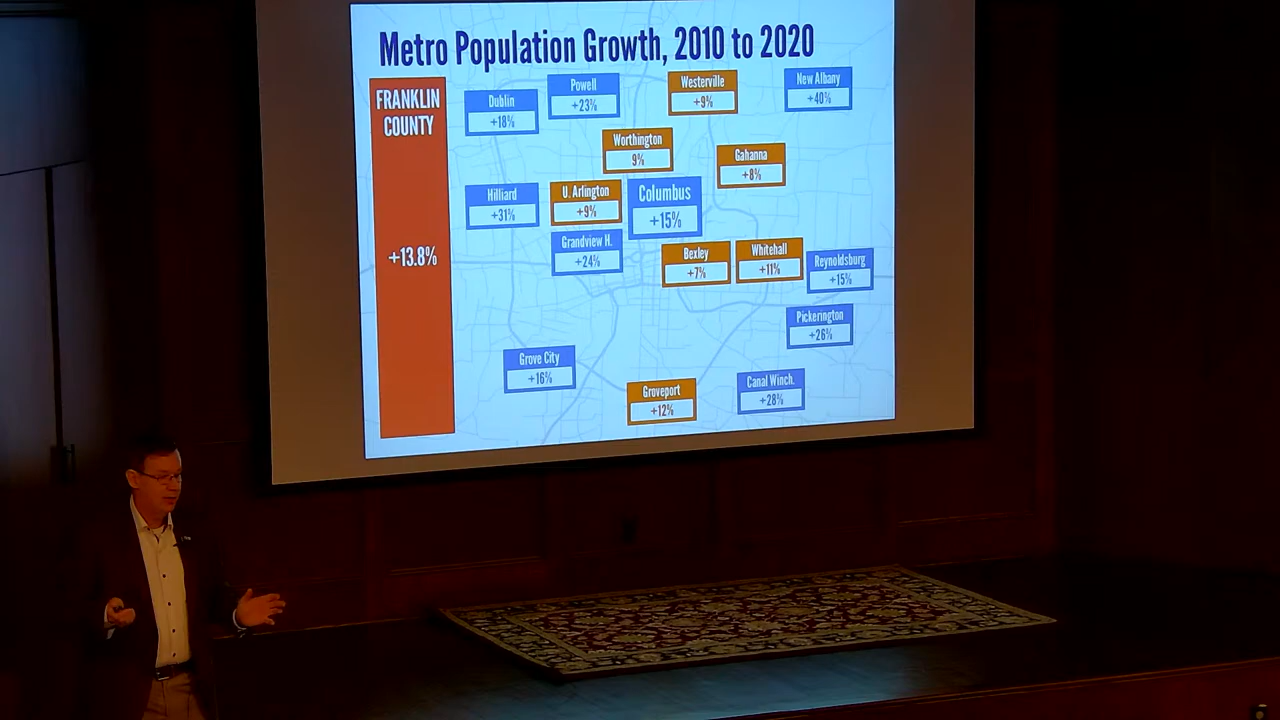 Metro Population Growth, 2010 to 2020
FRANKLIN
COUNTY
+13.8%
Dublin
+18%
Powell
+23%
Westerville
+9%
New Albany
+40%
Worthington
9%
Gahanna
+8%
Hilliard
+31%
U. Arlington
+9%
Columbus
+15%
Grandview H.
+24%
Bexley
+7%
Whitehall
+11%
Reynoldsburg
+15%
Pickerington
+26%
Grove City
+16%
Groveport
+12%
Canal Winch.
+28%